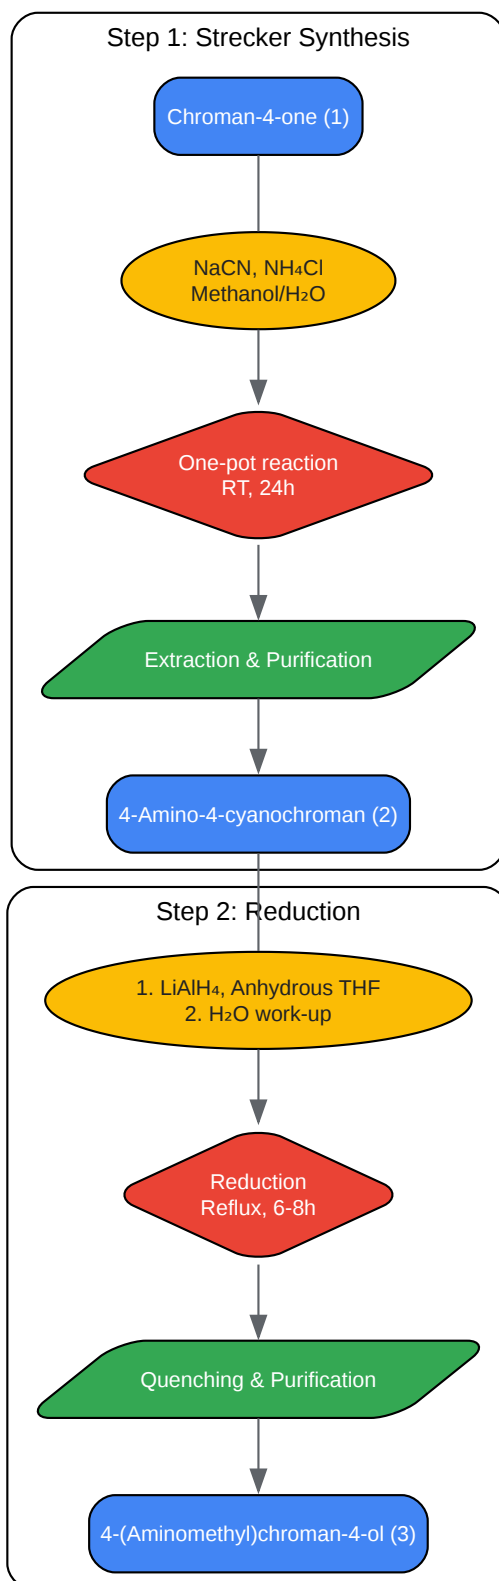 Step 1: Strecker Synthesis
Chroman-4-one (1)
NaCN, NH₄Cl
Methanol/H₂O
One-pot reaction
RT, 24h
Extraction & Purification
4-Amino-4-cyanochroman (2)
Step 2: Reduction
1. LiAlH₄, Anhydrous THF
2. H₂O work-up
Reduction
Reflux, 6-8h
Quenching & Purification
4-(Aminomethyl)chroman-4-ol (3)